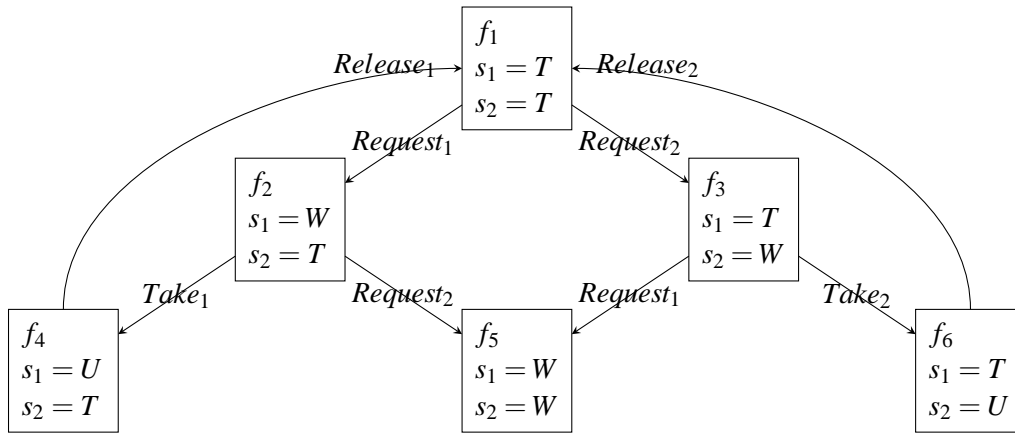 f₁
s₁ = T
s₂ = T
Release₁
Release₂
Request₁
Request₂
f₂
s₁ = W
s₂ = T
f₃
s₁ = T
s₂ = W
Take₁
Request₂
Request₁
Take₂
f₄
s₁ = U
s₂ = T
f₅
s₁ = W
s₂ = W
f₆
s₁ = T
s₂ = U